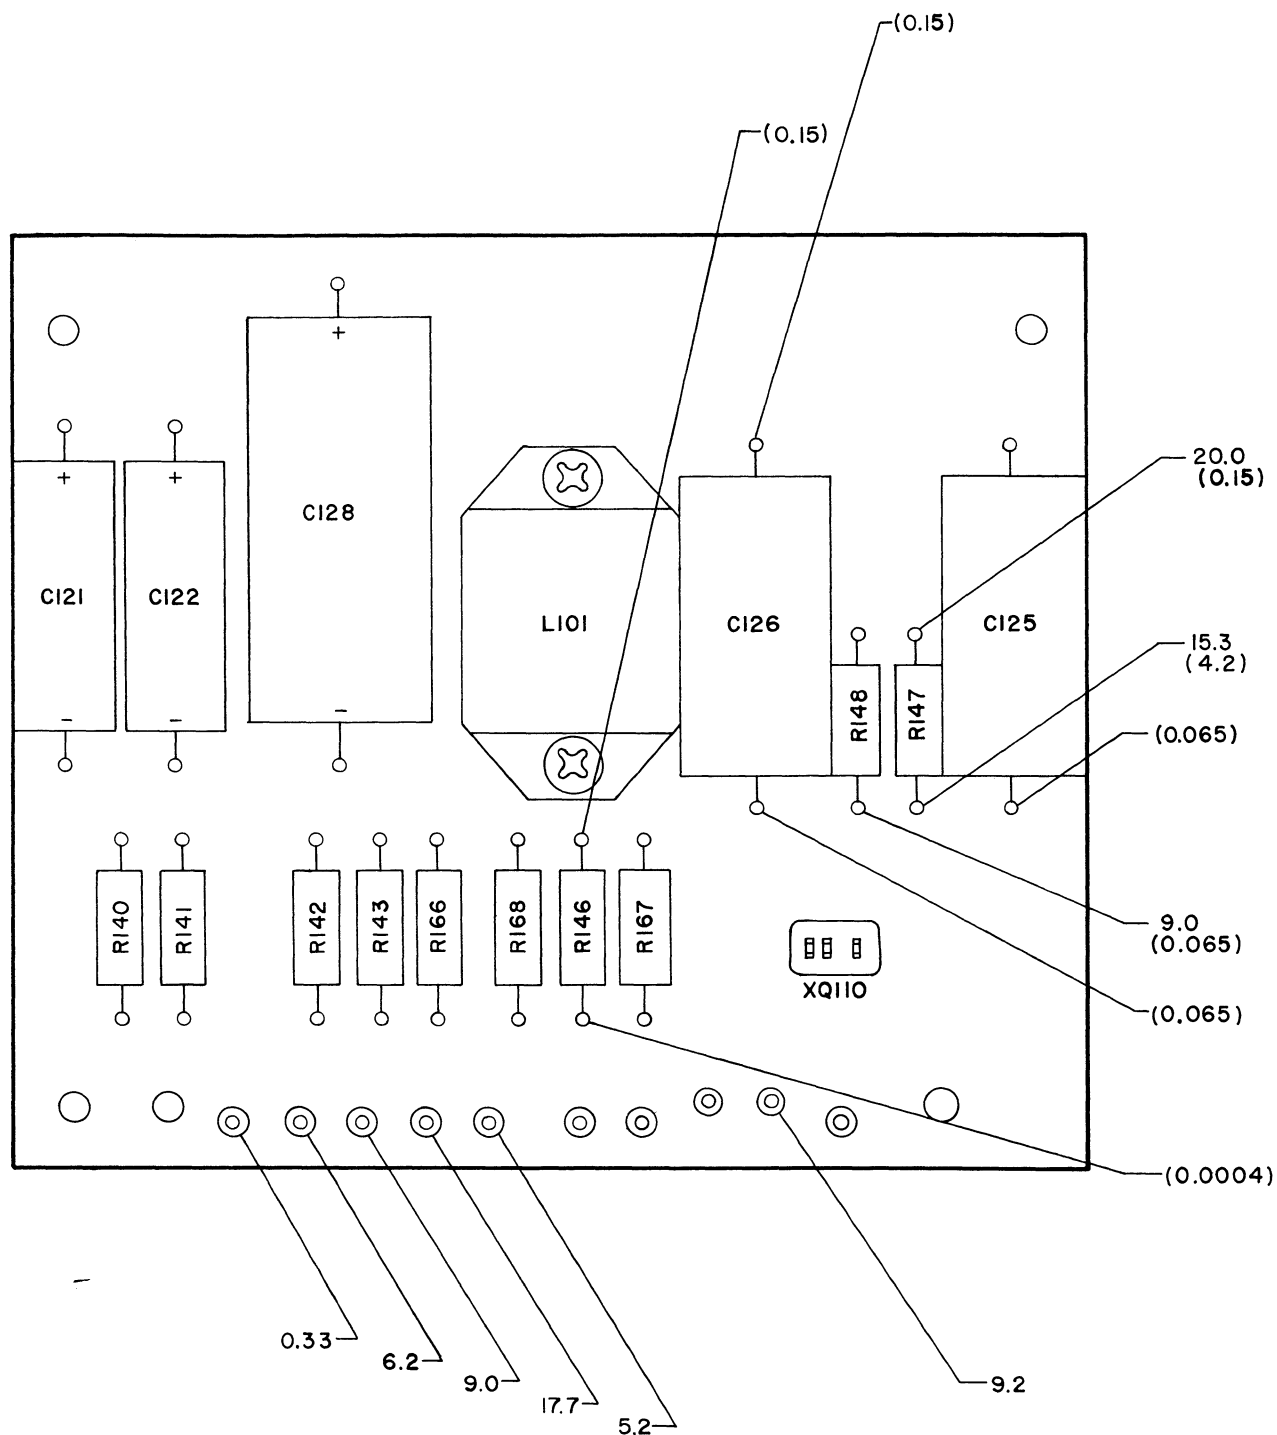 (0.15)
(0.15)
+
+
+
20.0
(0.15)
C128
C121
C122
L101
C126
C125
15.3
(4.2)
R148
R147
(0.065)
-
-
-
R140
R141
R142
R143
R166
R168
R146
R167
9.0
(0.065)
XQ110
(0.065)
(0.0004)
0.33
6.2
9.0
17.7
5.2
9.2